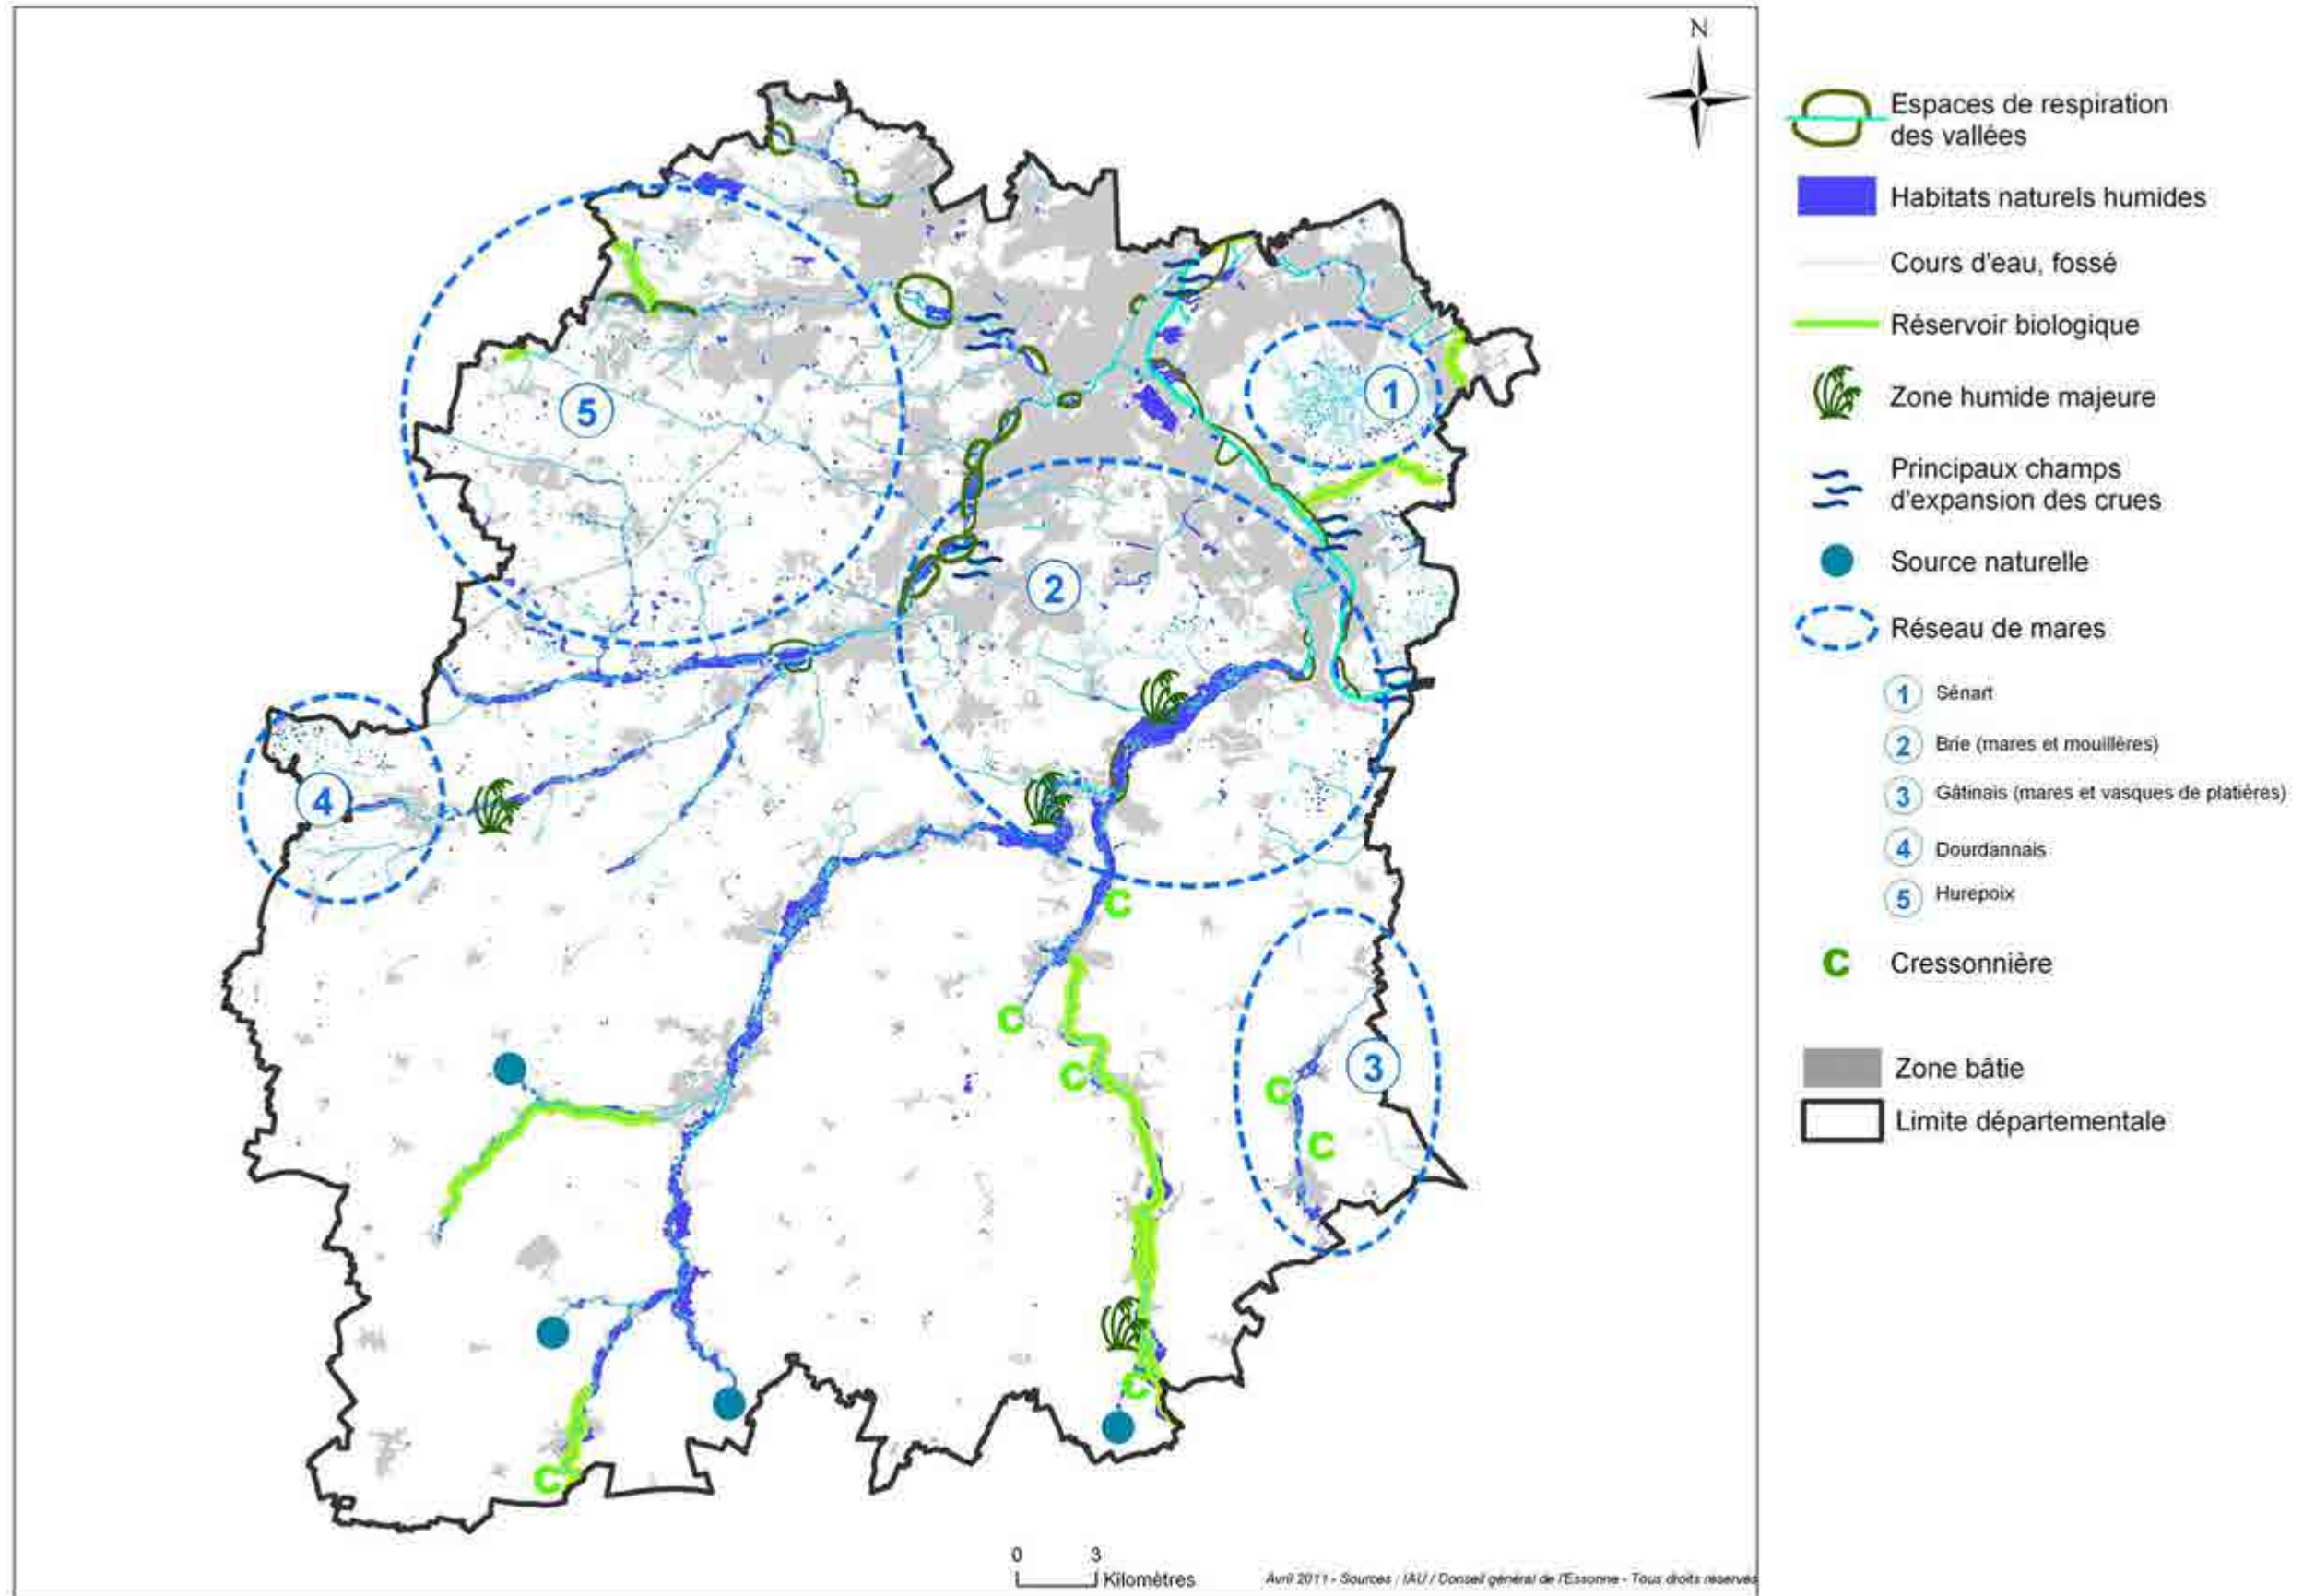 N
5
1
2
4
3
C
C
C
C
C
C
C
0 3
Kilomètres
Avril 2011 - Sources : IAU / Conseil général de l'Essonne - Tous droits réservés
Espaces de respiration
des vallées
Habitats naturels humides
Cours d'eau, fossé
Réservoir biologique
Zone humide majeure
Principaux champs
d'expansion des crues
Source naturelle
Réseau de mares
1 Sénart
2 Brie (mares et mouillères)
3 Gâtinais (mares et vasques de platières)
4 Dourdannais
5 Hurepoix
C Cressonnière
Zone bâtie
Limite départementale